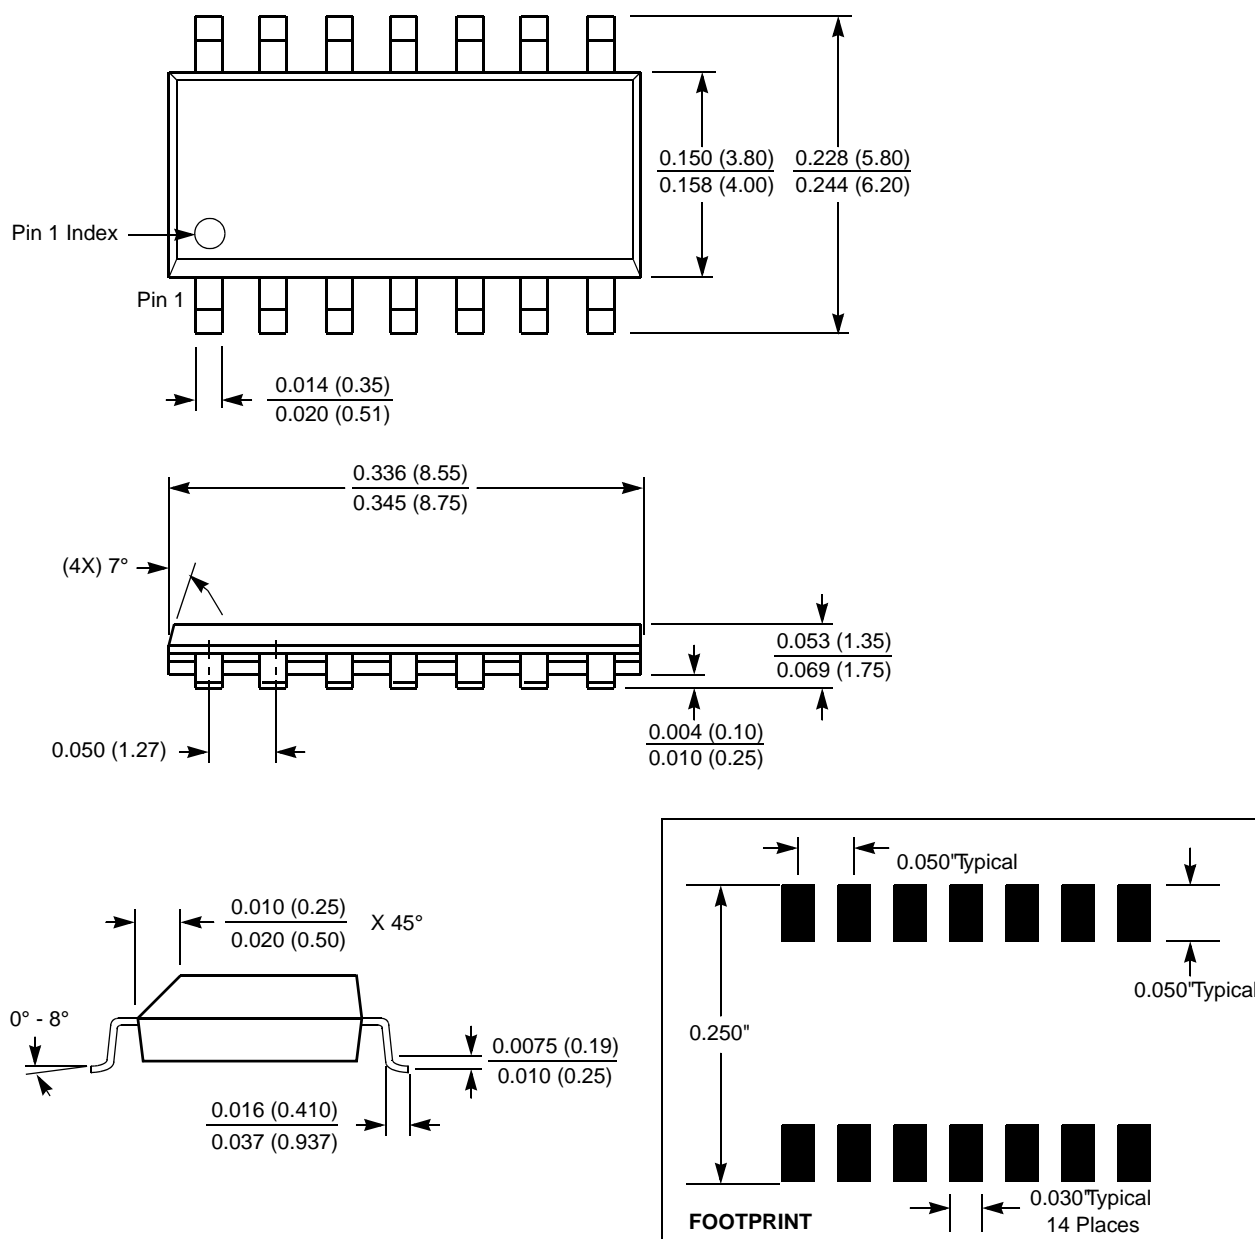 0.150 (3.80)
0.158 (4.00)
0.228 (5.80)
0.244 (6.20)
Pin 1 Index
Pin 1
0.014 (0.35)
0.020 (0.51)
0.336 (8.55)
0.345 (8.75)
(4X) 7°
0.053 (1.35)
0.069 (1.75)
0.004 (0.10)
0.010 (0.25)
0.050 (1.27)
0.010 (0.25)
0.020 (0.50)
X 45°
0° - 8°
0.0075 (0.19)
0.010 (0.25)
0.016 (0.410)
0.037 (0.937)
0.050"Typical
0.050"Typical
0.250"
0.030"Typical
14 Places
FOOTPRINT